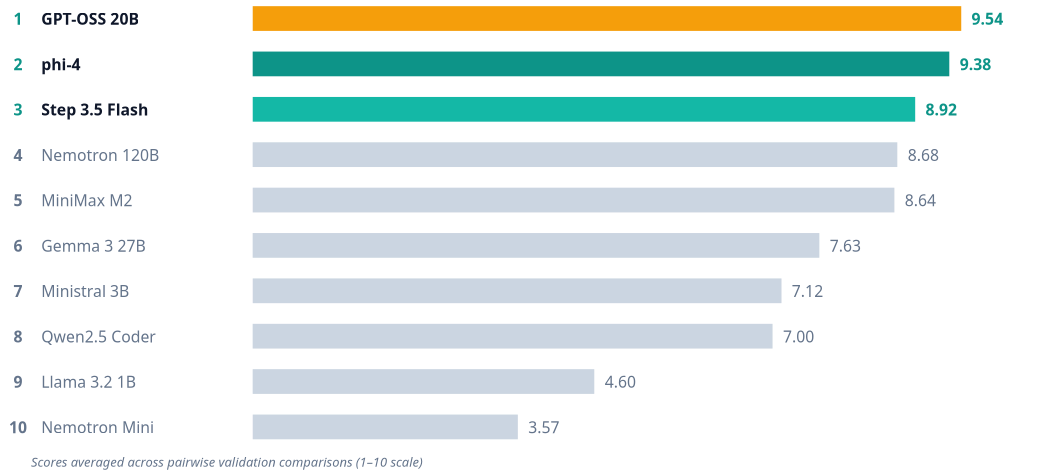 1 GPT-OSS 20B 9.54
2 phi-4 9.38
3 Step 3.5 Flash 8.92
4 Nemotron 120B 8.68
5 MiniMax M2 8.64
6 Gemma 3 27B 7.63
7 Ministral 3B 7.12
8 Qwen2.5 Coder 7.00
9 Llama 3.2 1B 4.60
10 Nemotron Mini 3.57
Scores averaged across pairwise validation comparisons (1–10 scale)